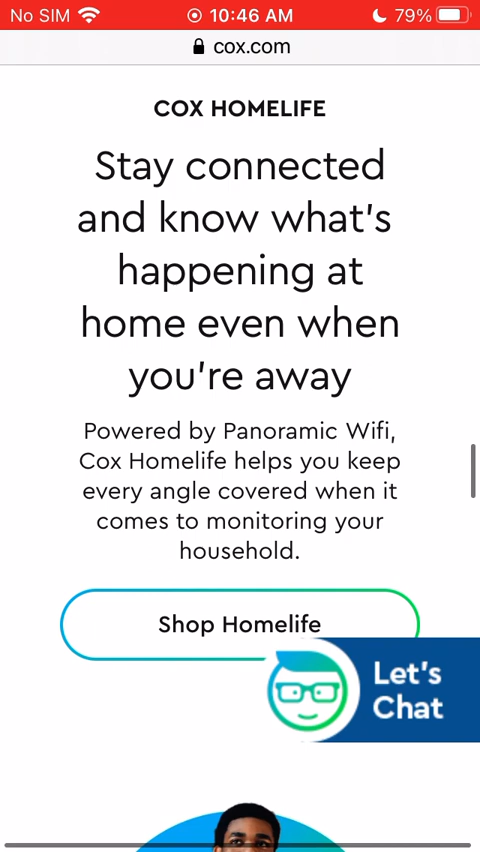 No SIM 10:46 AM 79%
cox.com
COX HOMELIFE
Stay connected
and know what's
happening at
home even when
you're away
Powered by Panoramic Wifi,
Cox Homelife helps you keep
every angle covered when it
comes to monitoring your
household.
Shop Homelife
Let's
Chat